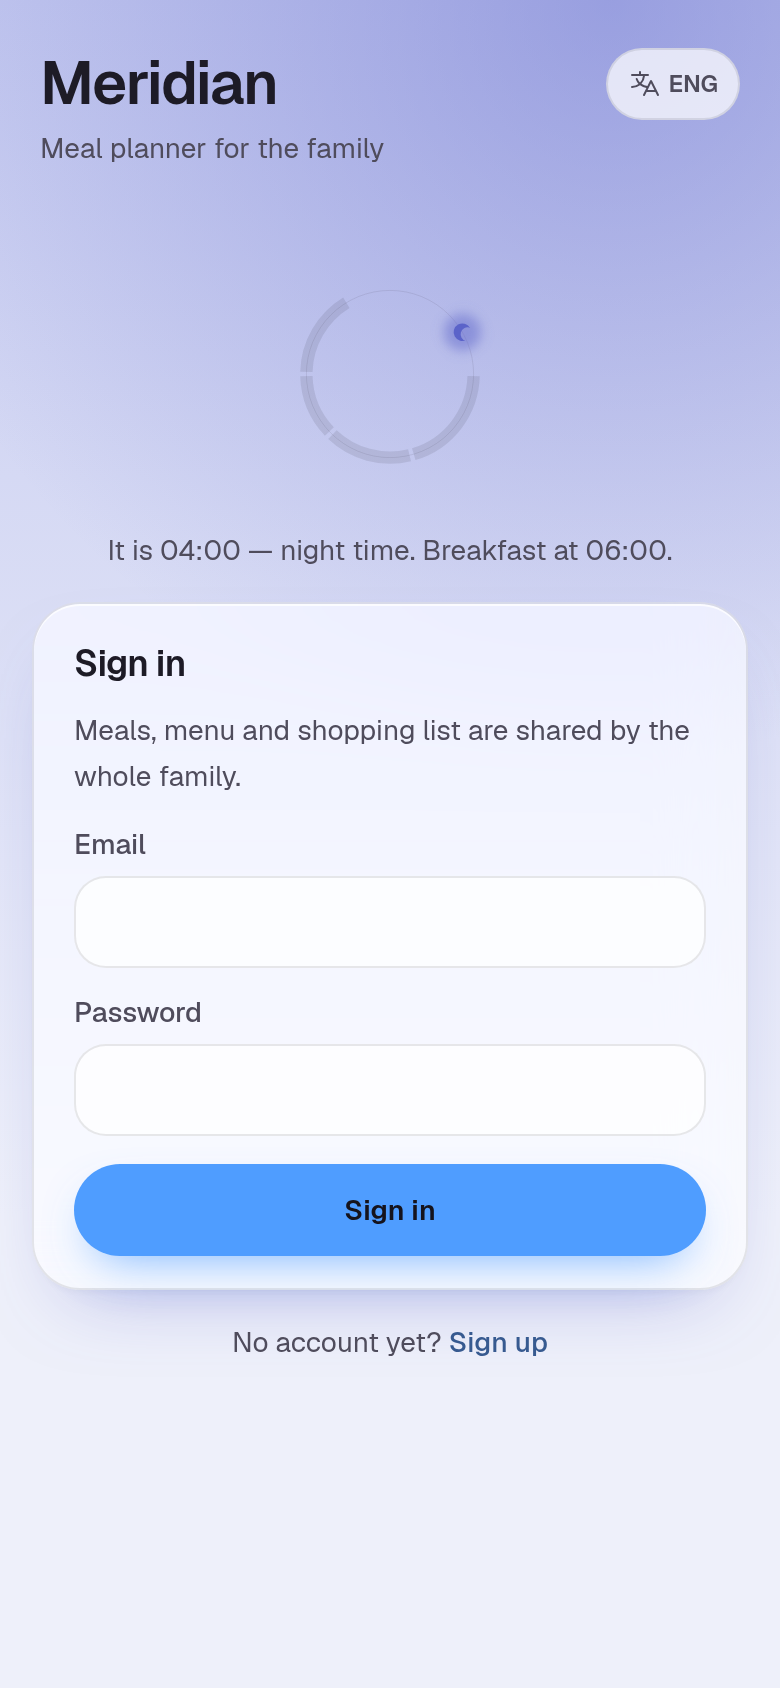 Meridian
ENG
Meal planner for the family
It is 04:00 — night time. Breakfast at 06:00.
Sign in
Meals, menu and shopping list are shared by the
whole family.
Email
Password
Sign in
No account yet? Sign up